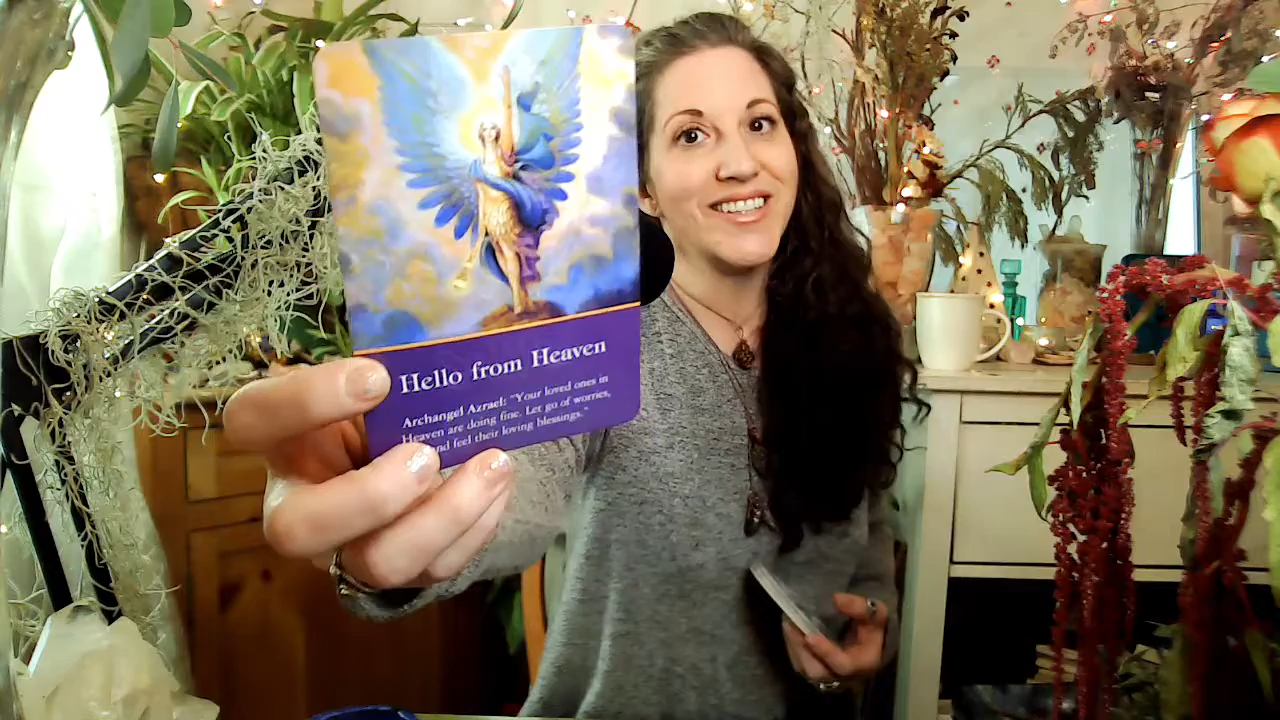 Hello from Heaven
Archangel Azrael: "Your loved ones in
Heaven are doing fine. Let go of worries,
and feel their loving blessings."